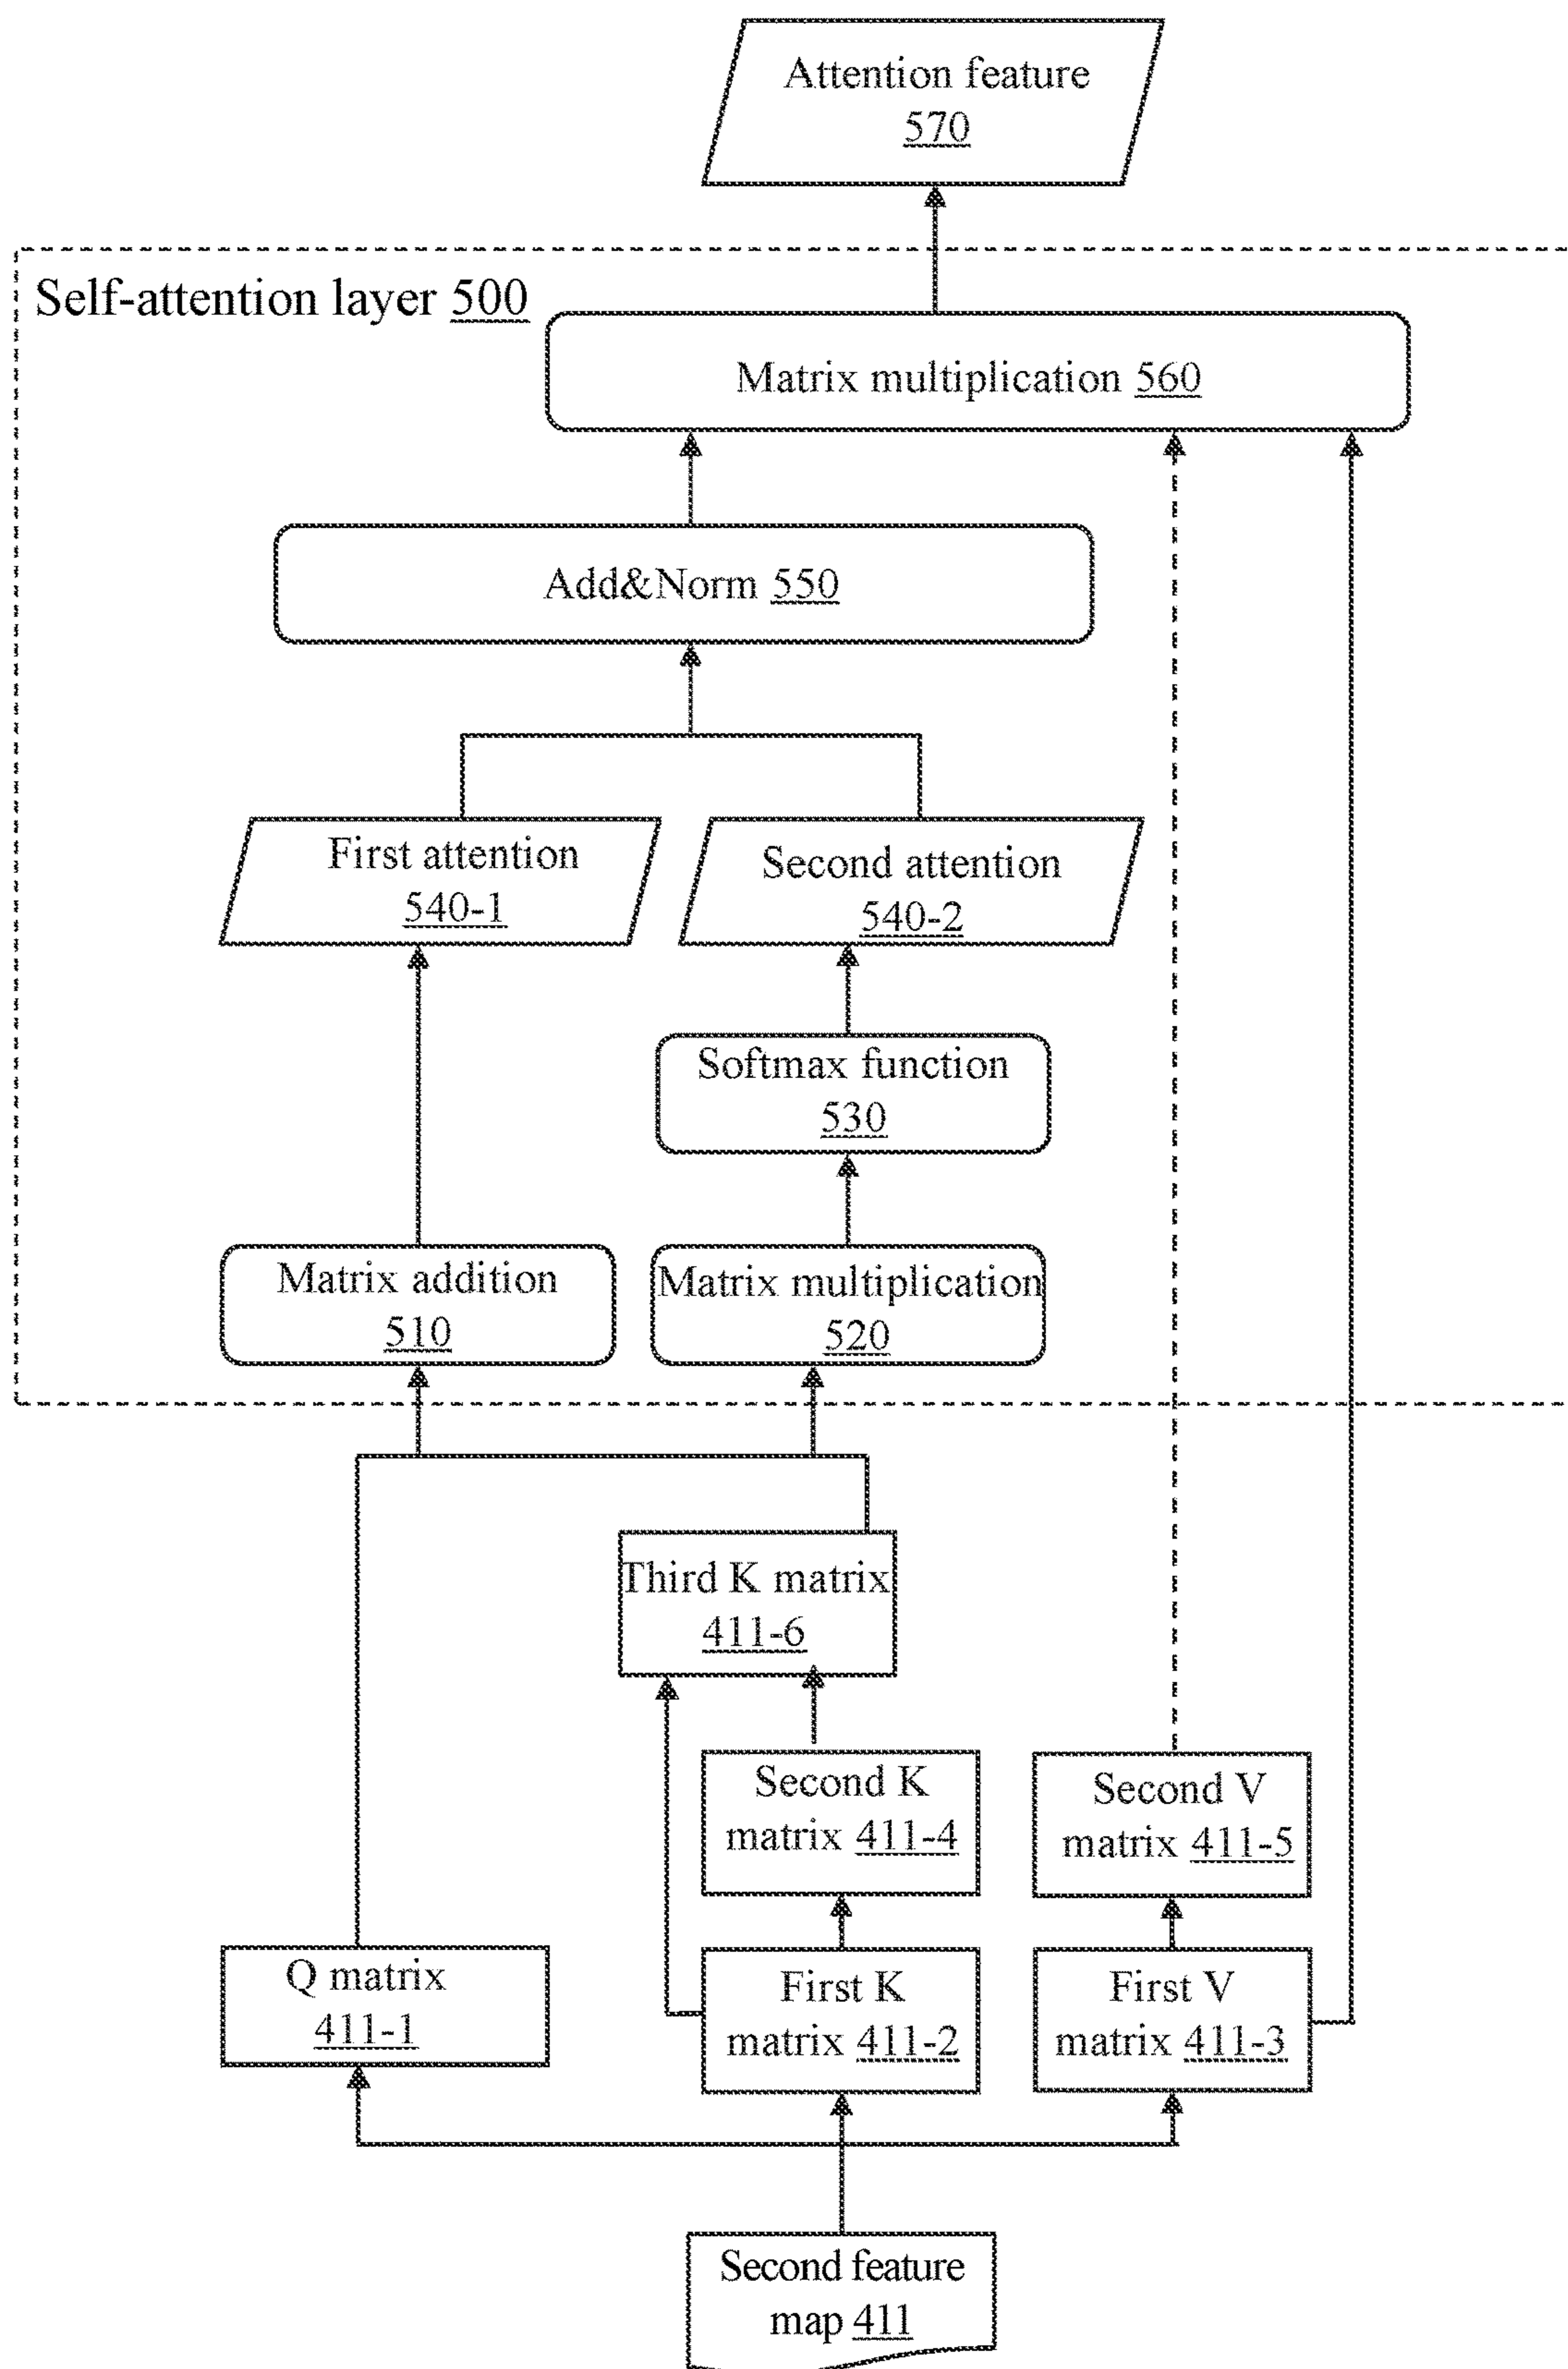 Attention feature
570
Self-attention layer 500
Matrix multiplication 560
Add&Norm 550
First attention
540-1
Second attention
540-2
Softmax function
530
Matrix addition
510
Matrix multiplication
520
Third K matrix
411-6
Second K
matrix 411-4
Second V
matrix 411-5
Q matrix
411-1
First K
matrix 411-2
First V
matrix 411-3
Second feature
map 411